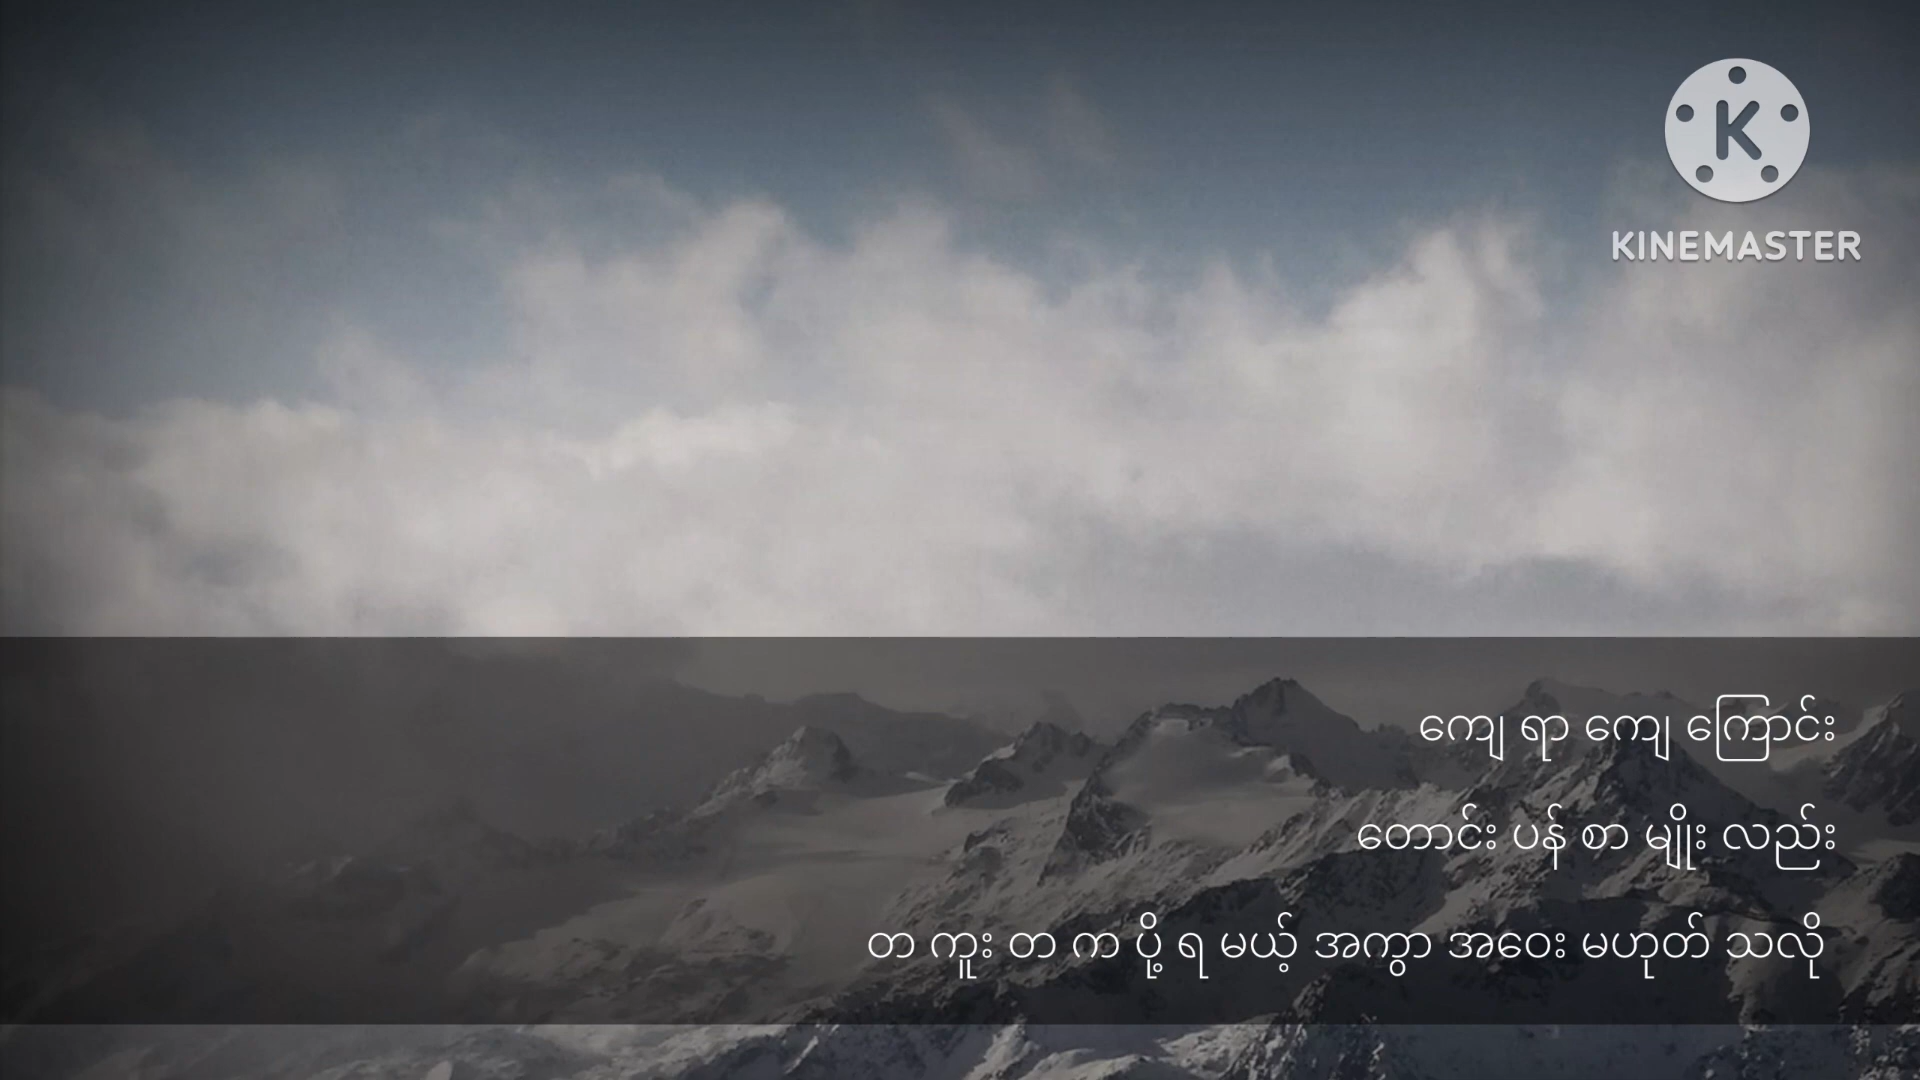 K
KINEMASTER
ကျေ ရာ ကျေ ကြောင်း
တောင်း ပန် စာ မျိုး လည်း
တ ကူး တ က ပို့ ရ မယ့် အကွာ အဝေး မဟုတ် သလို